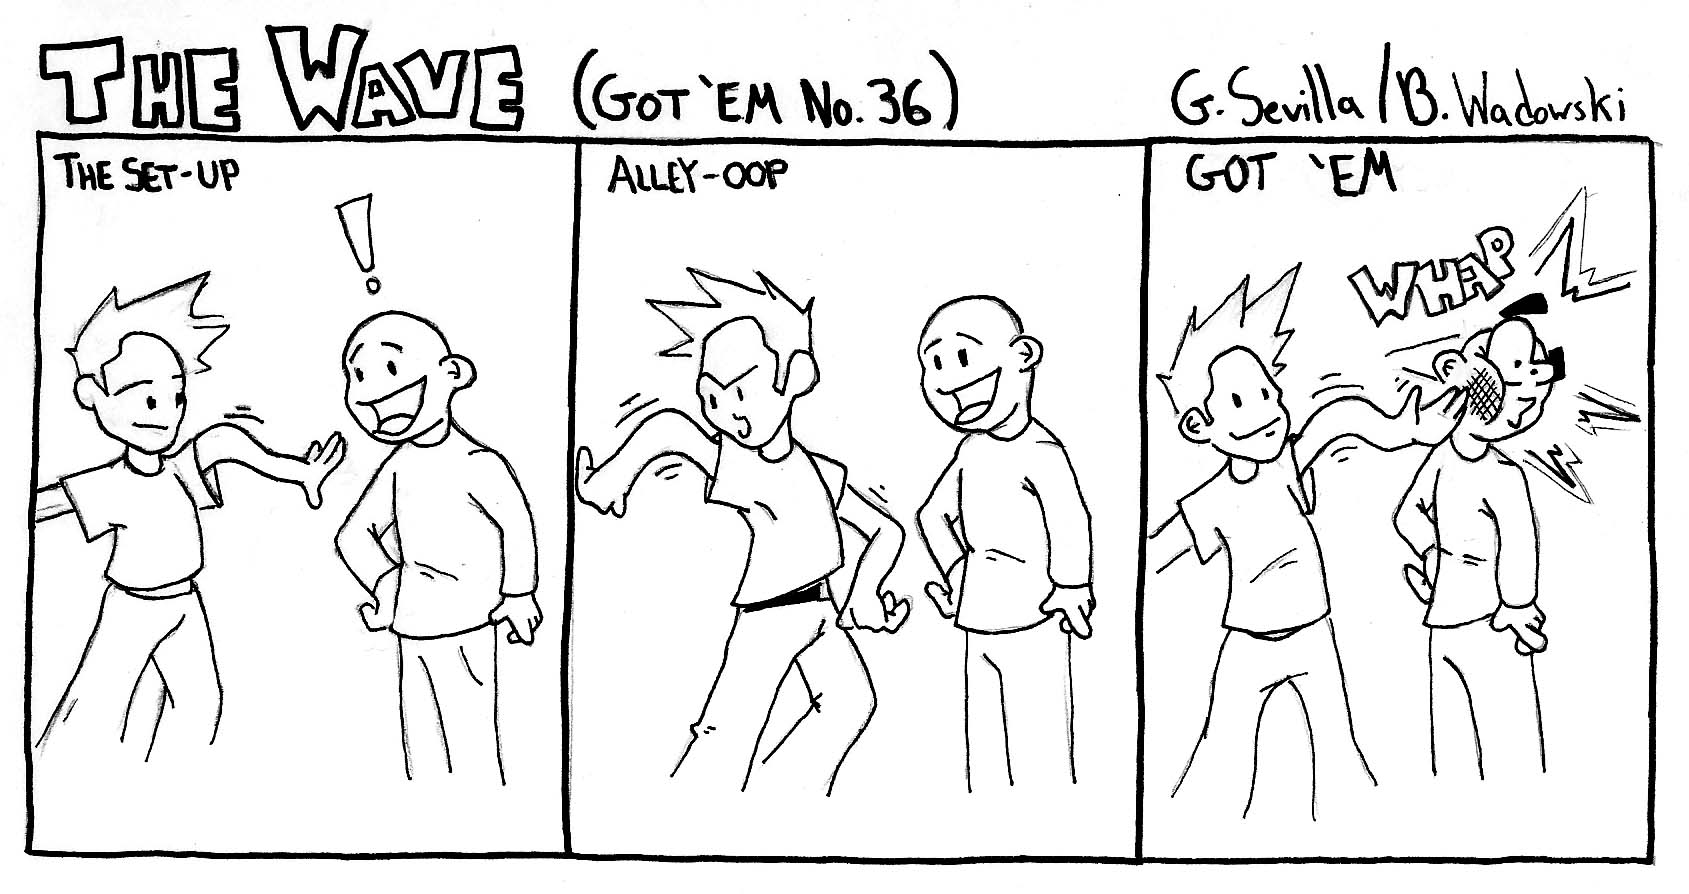 THE WAVE (GOT 'EM NO. 36) G. Sevilla / B. Wadowski
THE SET-UP
!
ALLEY-OOP
GOT 'EM
WHAP